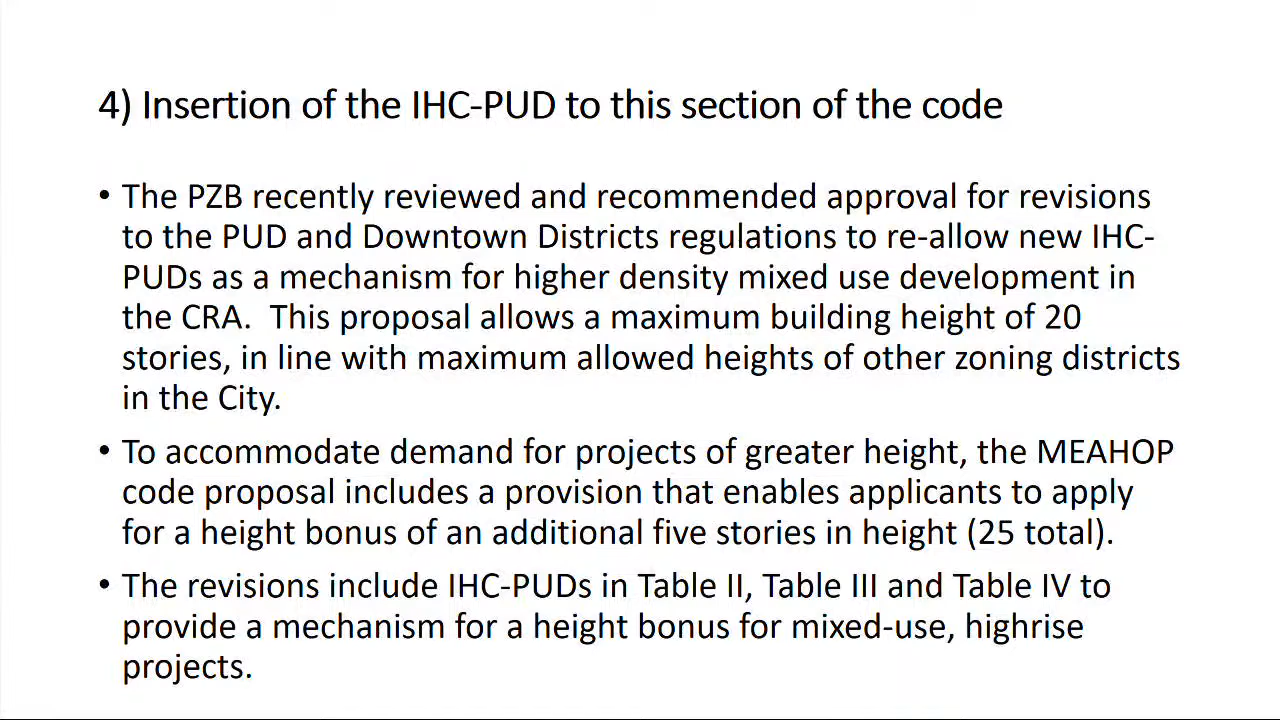 4) Insertion of the IHC-PUD to this section of the code
• The PZB recently reviewed and recommended approval for revisions
to the PUD and Downtown Districts regulations to re-allow new IHC-
PUDs as a mechanism for higher density mixed use development in
the CRA.  This proposal allows a maximum building height of 20
stories, in line with maximum allowed heights of other zoning districts
in the City.
• To accommodate demand for projects of greater height, the MEAHOP
code proposal includes a provision that enables applicants to apply
for a height bonus of an additional five stories in height (25 total).
• The revisions include IHC-PUDs in Table II, Table III and Table IV to
provide a mechanism for a height bonus for mixed-use, highrise
projects.